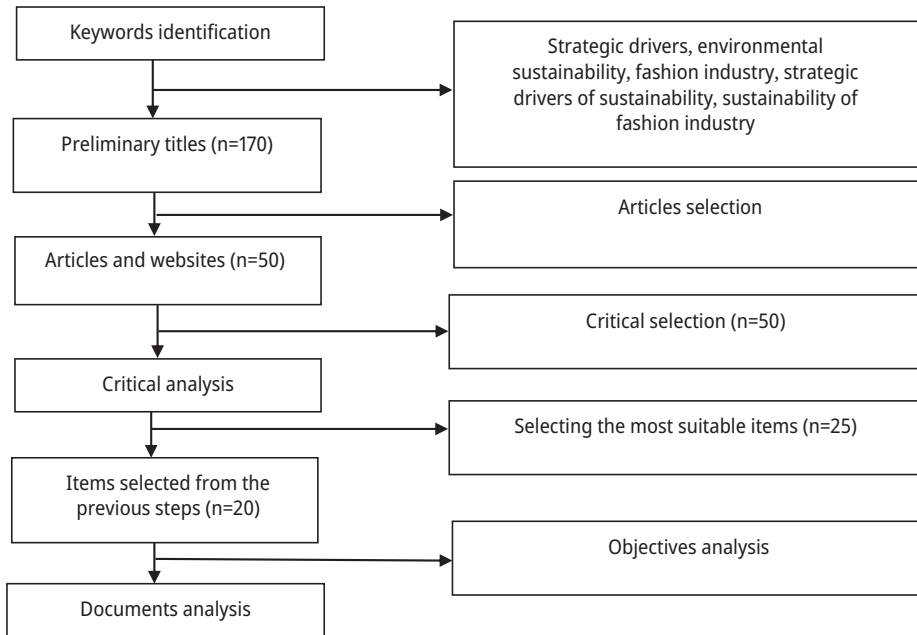 Keywords identification
Strategic drivers, environmental
sustainability, fashion industry, strategic
drivers of sustainability, sustainability of
fashion industry
Preliminary titles (n=170)
Articles selection
Articles and websites (n=50)
Critical selection (n=50)
Critical analysis
Selecting the most suitable items (n=25)
Items selected from the
previous steps (n=20)
Objectives analysis
Documents analysis